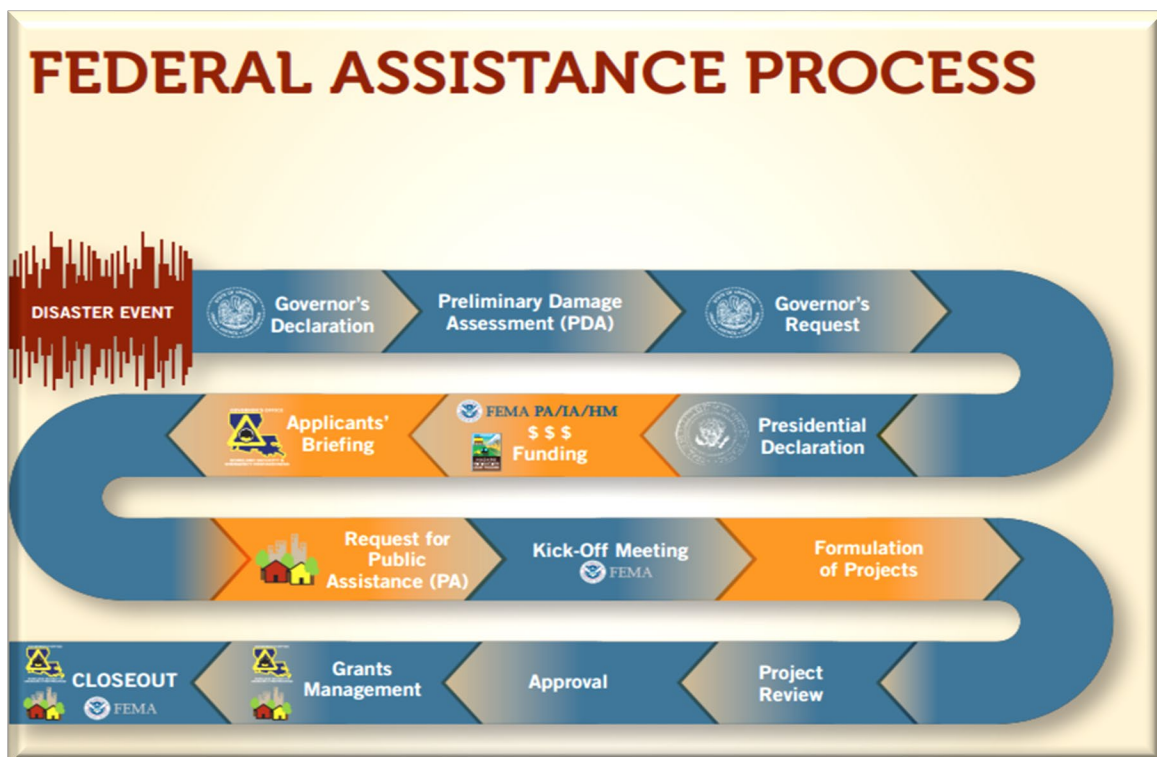 FEDERAL ASSISTANCE PROCESS
DISASTER EVENT
Governor's
Declaration
Preliminary Damage
Assessment (PDA)
Governor's
Request
Presidential
Declaration
FEMA PA/IA/HM
$ $ $
Funding
Applicants'
Briefing
Request for
Public
Assistance (PA)
Kick-Off Meeting
FEMA
Formulation
of Projects
Project
Review
Approval
Grants
Management
CLOSEOUT
FEMA